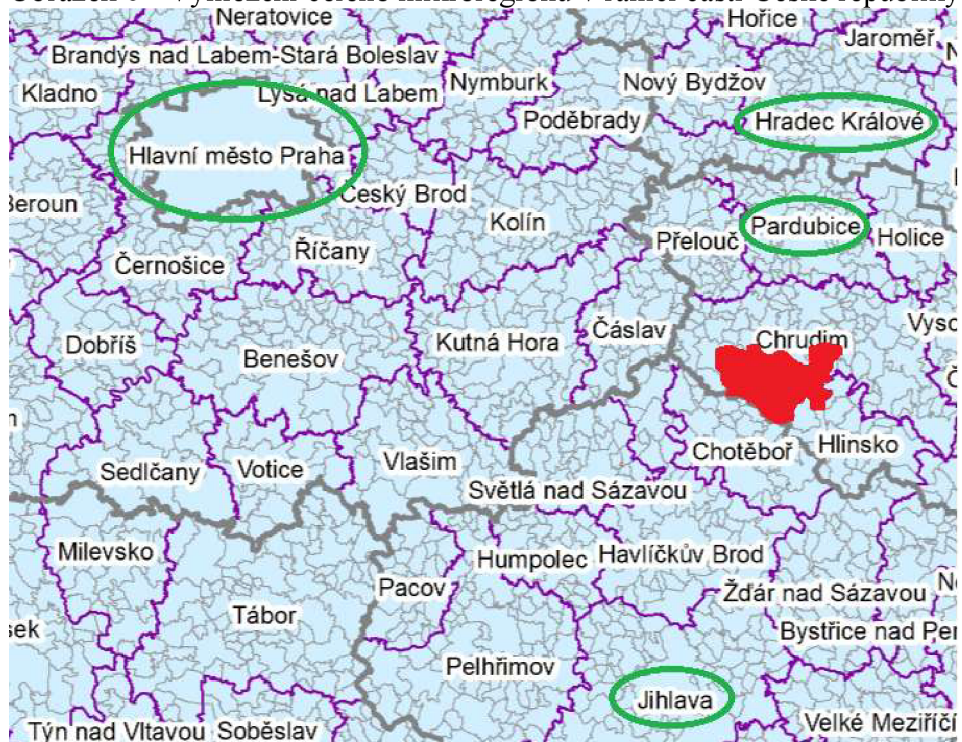 Neratovice
Hořice
Jaroměř
Brandýs nad Labem-Stará Boleslav
Kladno
Lysá nad Labem
Nymburk
Nový Bydžov
Poděbrady
Hradec Králové
Hlavní město Praha
Český Brod
Beroun
Kolín
Pardubice
Přelouč
Holice
Říčany
Černošice
Dobříš
Benešov
Kutná Hora
Čáslav
Chrudim
Vyso
Sedlčany
Votice
Vlašim
Chotěboř
Hlinsko
Světlá nad Sázavou
Milevsko
Humpolec
Havlíčkův Brod
Pacov
Žďár nad Sázavou
Tábor
Bystřice nad Per
sek
Pelhřimov
Jihlava
Týn nad Vltavou
Soběslav
Velké Meziříčí